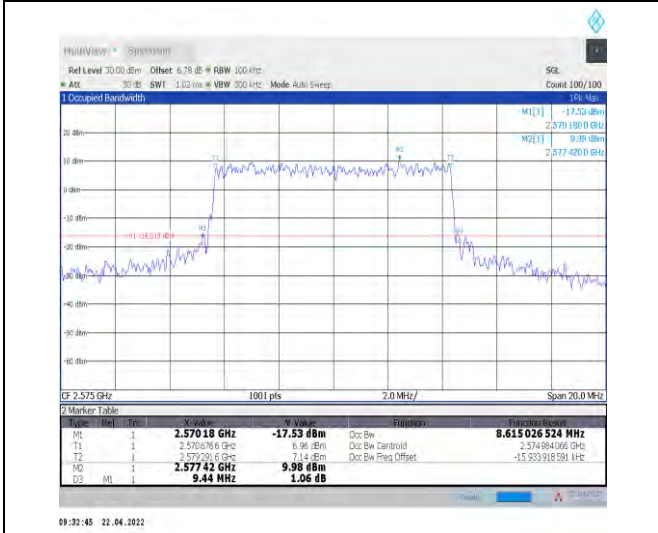 MultiView Spectrum
Ref Level 30.00 dBm Offset 6.78 dB RBW 100 kHz SGL
Att 30 dB SWT 1.02 ms VBW 300 kHz Mode Auto Sweep Count 100/100
1 Occupied Bandwidth 1Pk Max
M1[1] -17.53 dBm
2.570 180 0 GHz
M2[1] 9.98 dBm
2.577 420 0 GHz
20 dBm
10 dBm
M2
T1 T2
0 dBm
-10 dBm
-20 dBm
-30 dBm
-40 dBm
-50 dBm
-60 dBm
CF 2.575 GHz 1001 pts 2.0 MHz/ Span 20.0 MHz
2 Marker Table
Type Ref Trc X-Value Y-Value Function Function Result
M1 1 2.57018 GHz -17.53 dBm Occ Bw 8.615 026 524 MHz
T1 1 2.5706766 GHz 6.96 dBm Occ Bw Centroid 2.574984066 GHz
T2 1 2.5792916 GHz 7.14 dBm Occ Bw Freq Offset -15.933918591 kHz
M2 1 2.57742 GHz 9.98 dBm
D3 M1 1 9.44 MHz 1.06 dB
09:32:45 22.04.2022